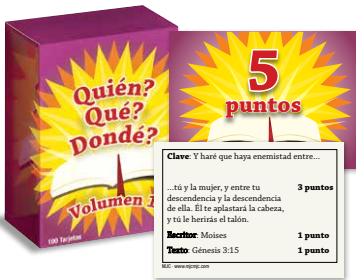 Quién?
Qué?
Dondé?
Volumen 1
100 Tarjetas
5
puntos
Clave: Y haré que haya enemistad entre...
...tú y la mujer, y entre tu 3 puntos
descendencia y la descendencia
de ella. Él te aplastará la cabeza,
y tú le herirás el talón.
Escritor: Moises 1 punto
Texto: Génesis 3:15 1 punto
MJC - www.mjcmjc.com